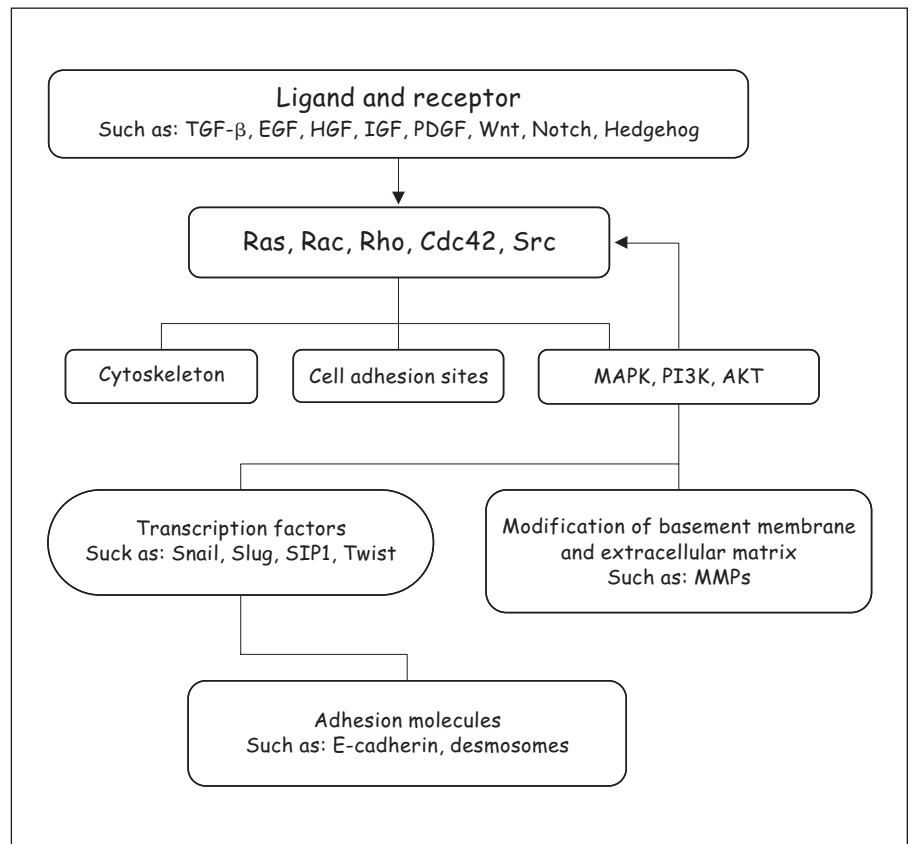 Ligand and receptor
Such as: TGF-β, EGF, HGF, IGF, PDGF, Wnt, Notch, Hedgehog
Ras, Rac, Rho, Cdc42, Src
Cytoskeleton
Cell adhesion sites
MAPK, PI3K, AKT
Transcription factors
Suck as: Snail, Slug, SIP1, Twist
Modification of basement membrane
and extracellular matrix
Such as: MMPs
Adhesion molecules
Such as: E-cadherin, desmosomes